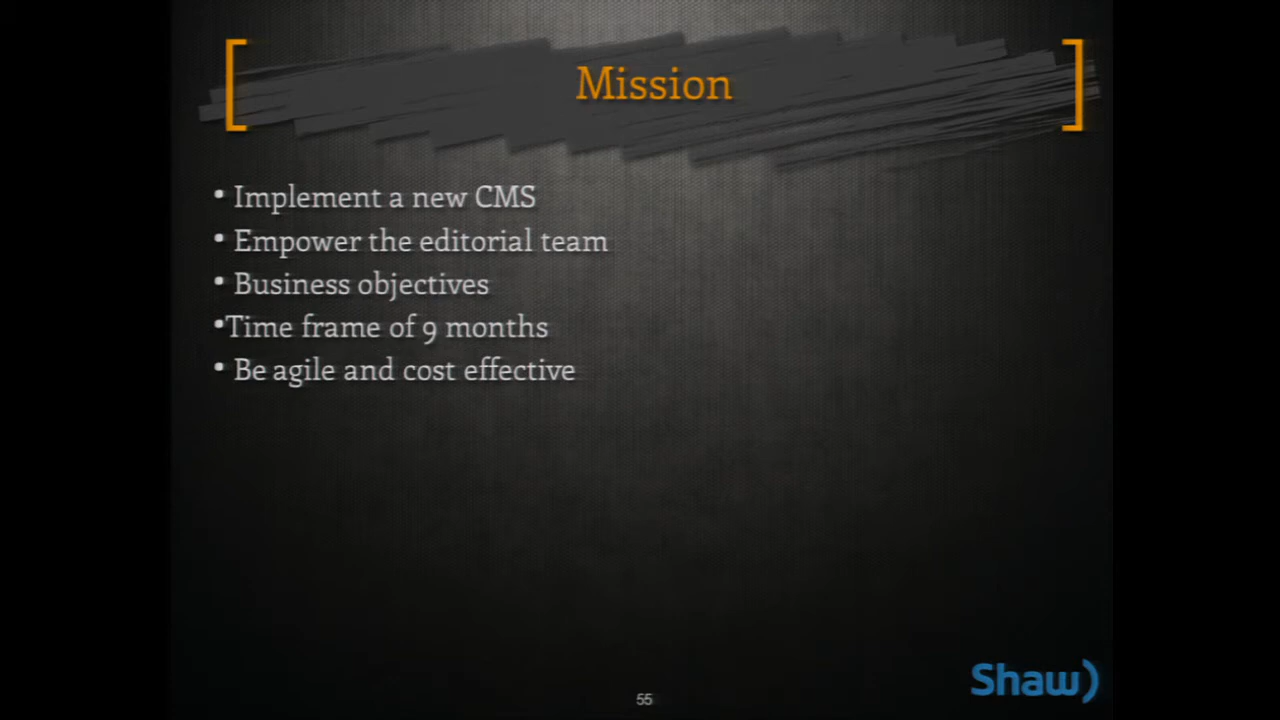 Mission
• Implement a new CMS
• Empower the editorial team
• Business objectives
•Time frame of 9 months
• Be agile and cost effective
Shaw)
55